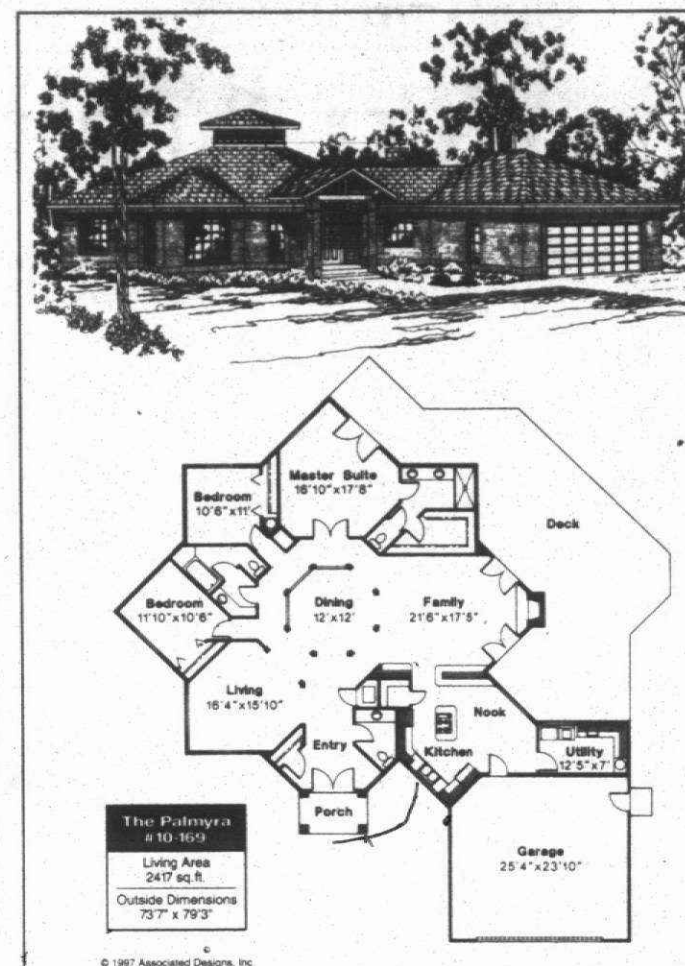 Master Suite
16'10"x17'8"
Bedroom
10'6"x11'
Deck
Bedroom
11'10"x10'6"
Dining
12'x12'
Family
21'6"x17'5"
Living
16'4"x15'10"
Nook
Entry
Kitchen
Utility
12'5"x7'
Porch
The Palmyra
#10-169
Living Area
2417 sq.ft.
Outside Dimensions
73'7" x 79'3"
Garage
25'4"x23'10"
© 1997 Associated Designs, Inc.